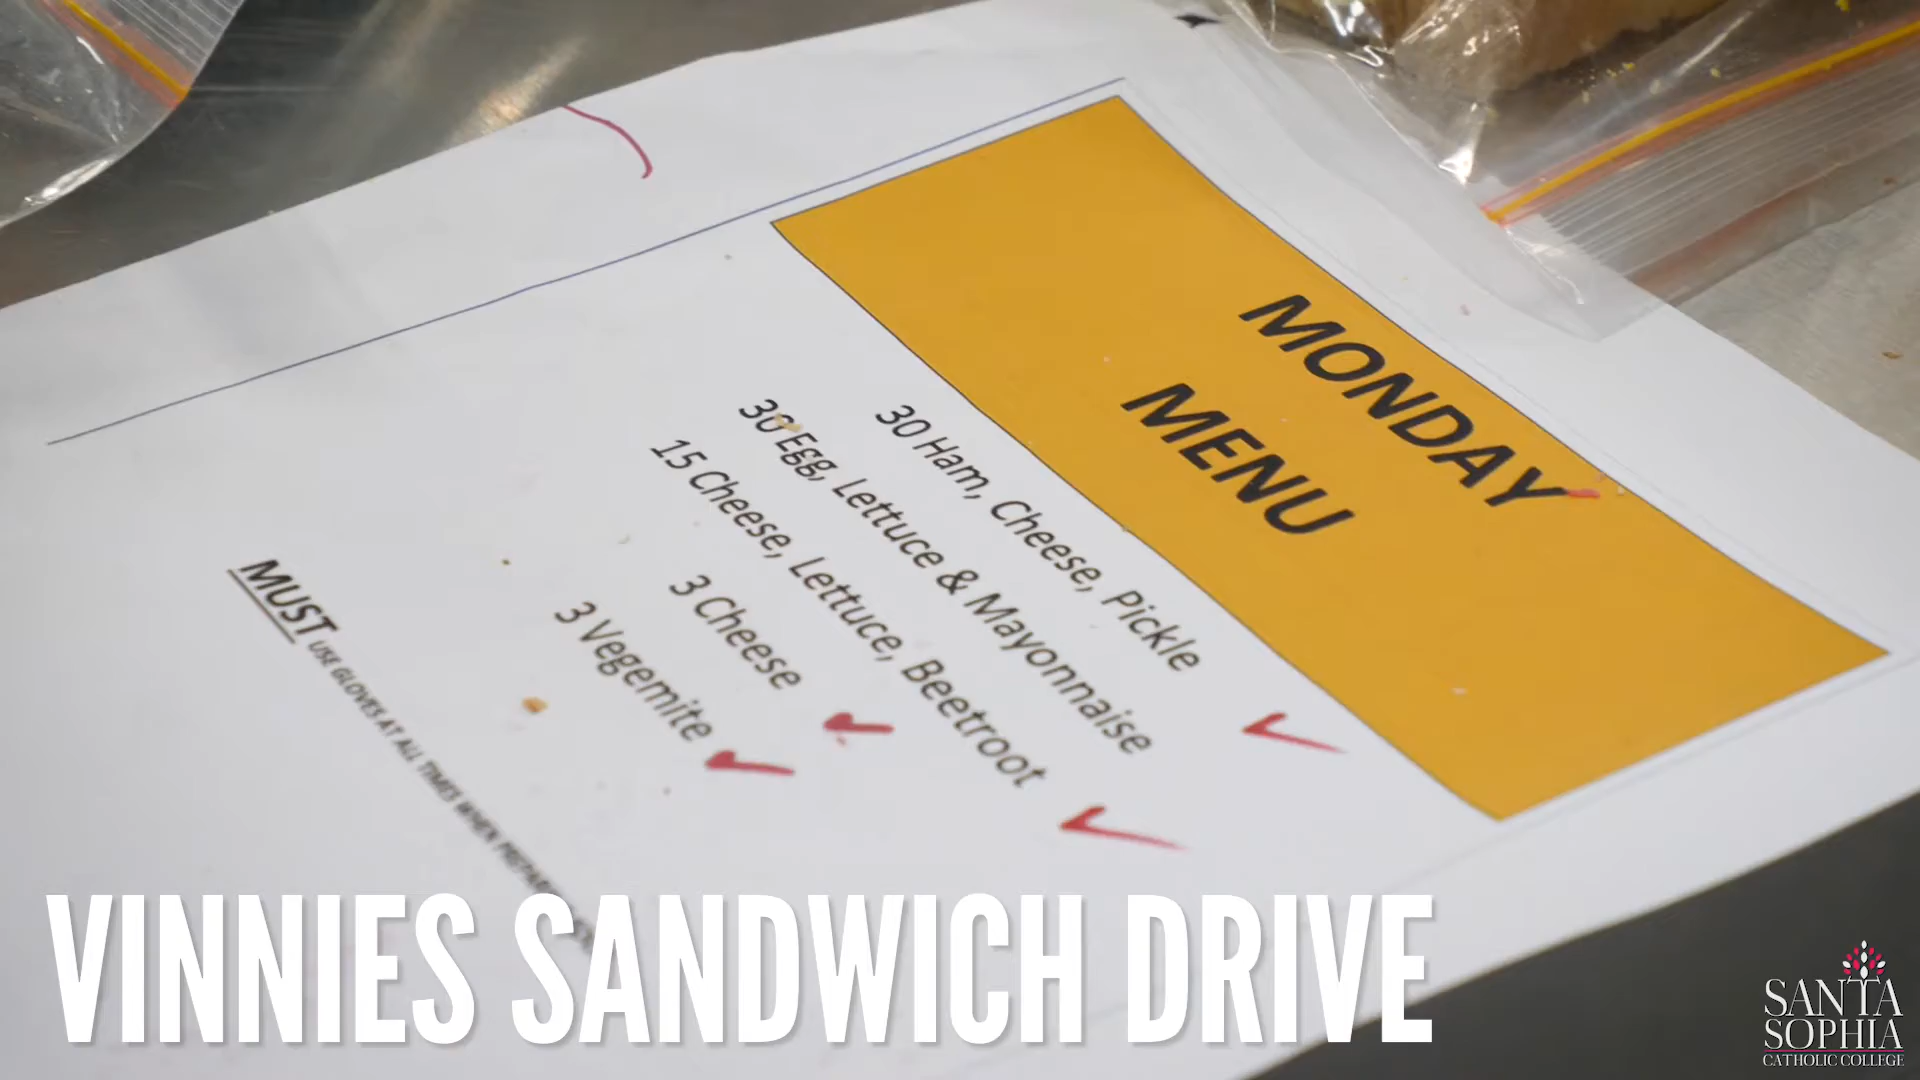 MONDAY
MENU
30 Ham, Cheese, Pickle
30 Egg, Lettuce & Mayonnaise
15 Cheese, Lettuce, Beetroot
3 Cheese
3 Vegemite
MUST USE GLOVES AT ALL TIMES WHEN
VINNIES SANDWICH DRIVE
SANTA
SOPHIA
CATHOLIC COLLEGE